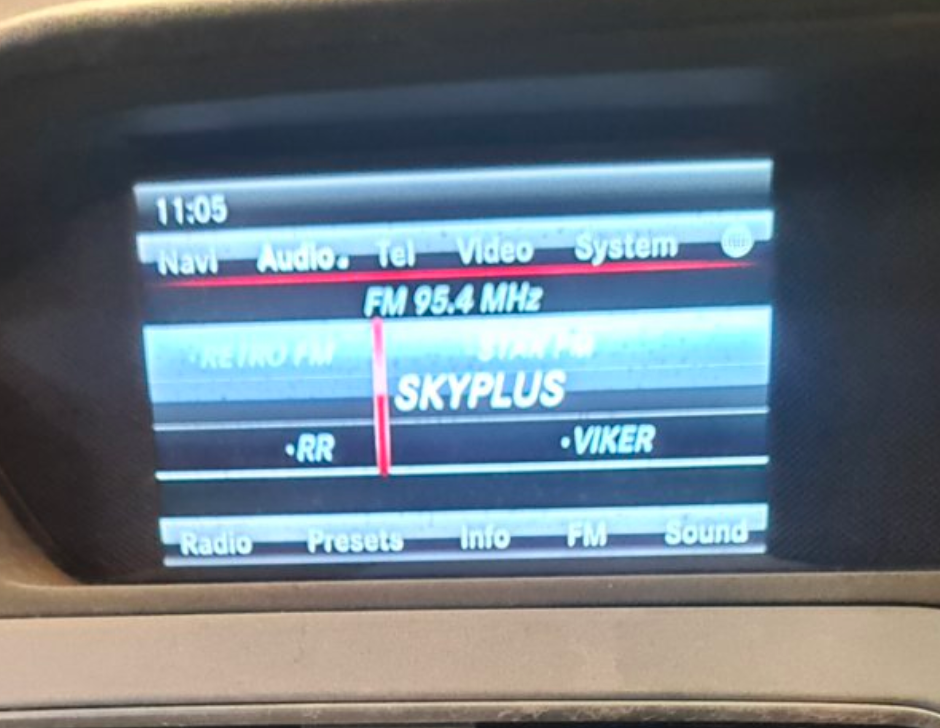 11:05
Navi Audio. Tel Video System
FM 95.4 MHz
·RETRO FM ·STAR FM
SKYPLUS
·RR ·VIKER
Radio Presets Info FM Sound